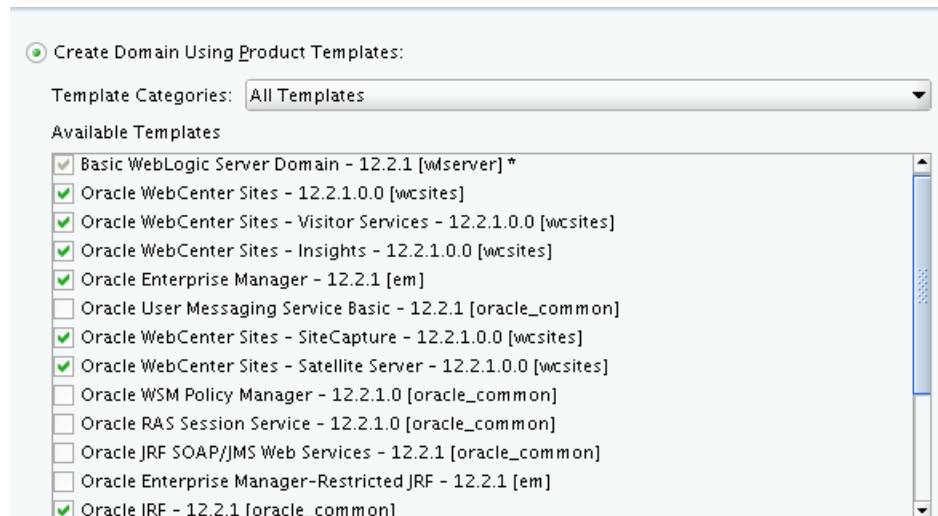 Create Domain Using Product Templates:
Template Categories: All Templates
Available Templates
Basic WebLogic Server Domain - 12.2.1 [wlserver] *
Oracle WebCenter Sites - 12.2.1.0.0 [wcsites]
Oracle WebCenter Sites - Visitor Services - 12.2.1.0.0 [wcsites]
Oracle WebCenter Sites - Insights - 12.2.1.0.0 [wcsites]
Oracle Enterprise Manager - 12.2.1 [em]
Oracle User Messaging Service Basic - 12.2.1 [oracle_common]
Oracle WebCenter Sites - SiteCapture - 12.2.1.0.0 [wcsites]
Oracle WebCenter Sites - Satellite Server - 12.2.1.0.0 [wcsites]
Oracle WSM Policy Manager - 12.2.1.0 [oracle_common]
Oracle RAS Session Service - 12.2.1.0 [oracle_common]
Oracle JRF SOAP/JMS Web Services - 12.2.1 [oracle_common]
Oracle Enterprise Manager-Restricted JRF - 12.2.1 [em]
Oracle JRF - 12.2.1 [oracle_common]